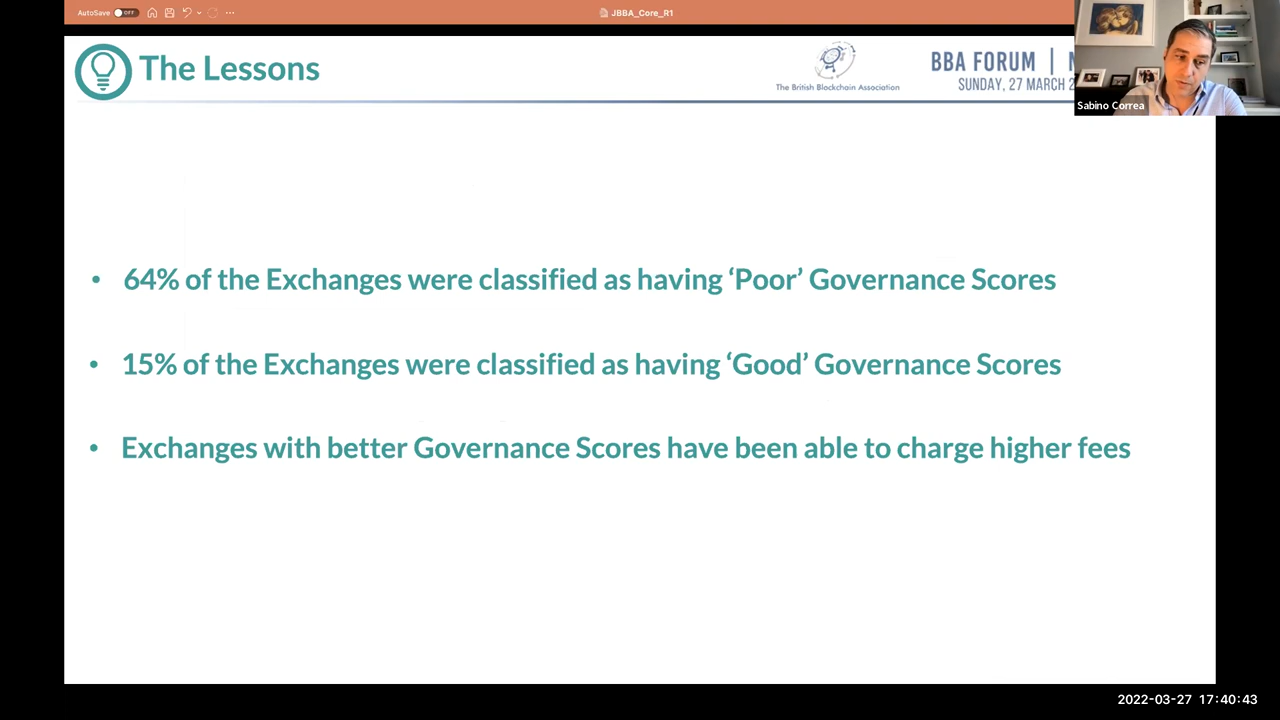 AutoSave OFF
JBBA_Core_R1
The Lessons
The British Blockchain Association
BBA FORUM |
SUNDAY, 27 MARCH
Sabino Correa
• 64% of the Exchanges were classified as having ‘Poor’ Governance Scores
• 15% of the Exchanges were classified as having ‘Good’ Governance Scores
• Exchanges with better Governance Scores have been able to charge higher fees
2022-03-27 17:40:43